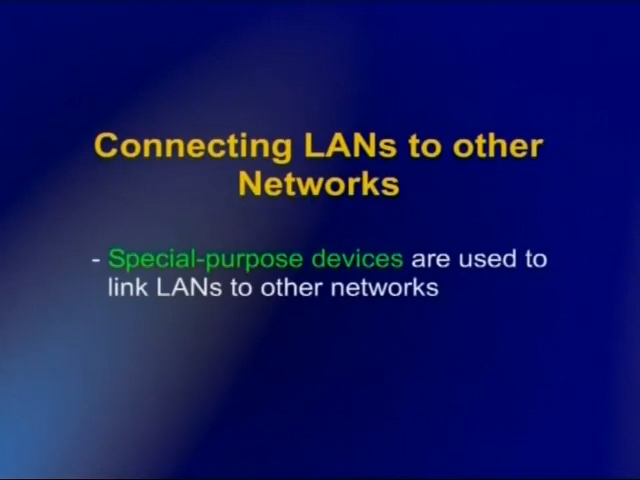 Connecting LANs to other
Networks
- Special-purpose devices are used to
link LANs to other networks